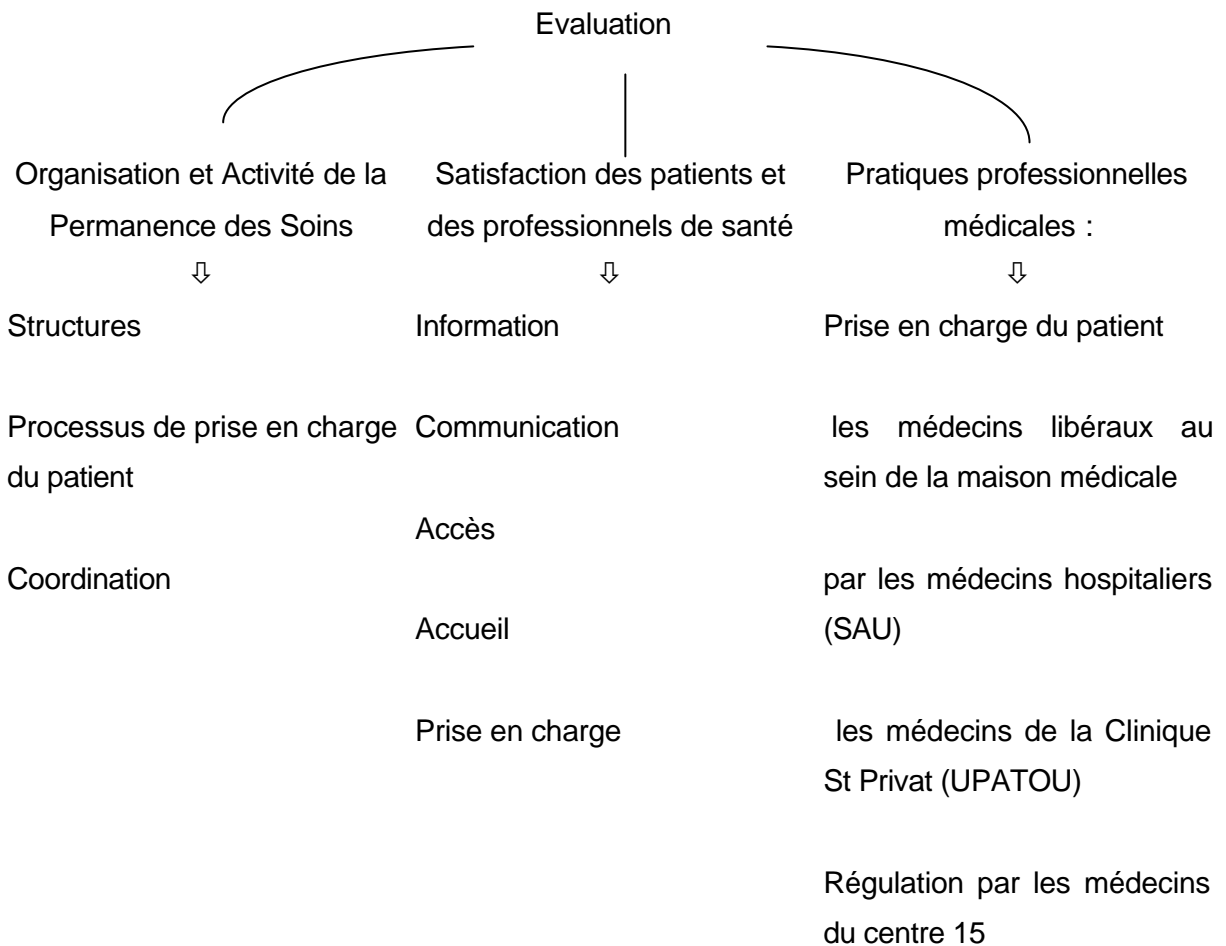 Evaluation
Organisation et Activité de la
Permanence des Soins
⇩
Structures
Processus de prise en charge
du patient
Coordination
Satisfaction des patients et
des professionnels de santé
⇩
Information
Communication
Accès
Accueil
Prise en charge
Pratiques professionnelles
médicales :
⇩
Prise en charge du patient
les médecins libéraux au
sein de la maison médicale
par les médecins hospitaliers
(SAU)
les médecins de la Clinique
St Privat (UPATOU)
Régulation par les médecins
du centre 15